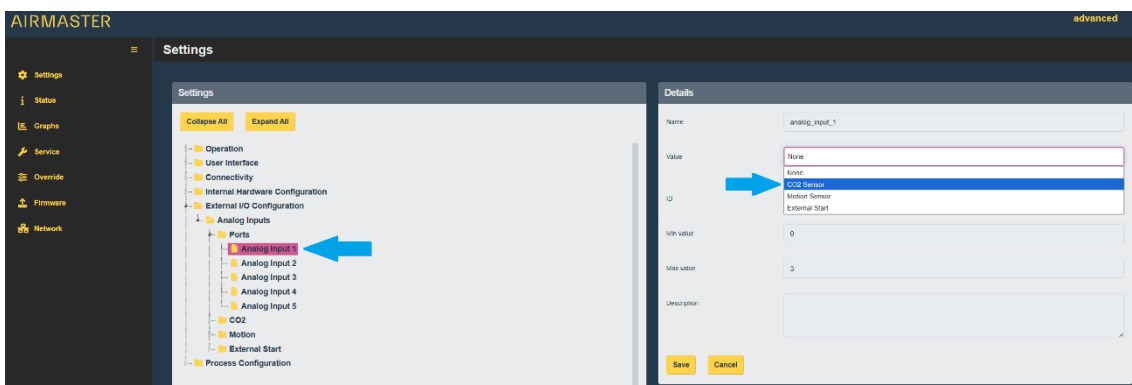 AIRMASTER
advanced
Settings
Settings
Status
Graphs
Service
Override
Firmware
Network
Settings
Collapse All
Expand All
Operation
User Interface
Connectivity
Internal Hardware Configuration
External I/O Configuration
Analog Inputs
Ports
Analog Input 1
Analog Input 2
Analog Input 3
Analog Input 4
Analog Input 5
CO2
Motion
External Start
Process Configuration
Details
Name
analog_input_1
Value
None
None
CO2 Sensor
Motion Sensor
External Start
ID
Min value
0
Max value
3
Description
Save
Cancel